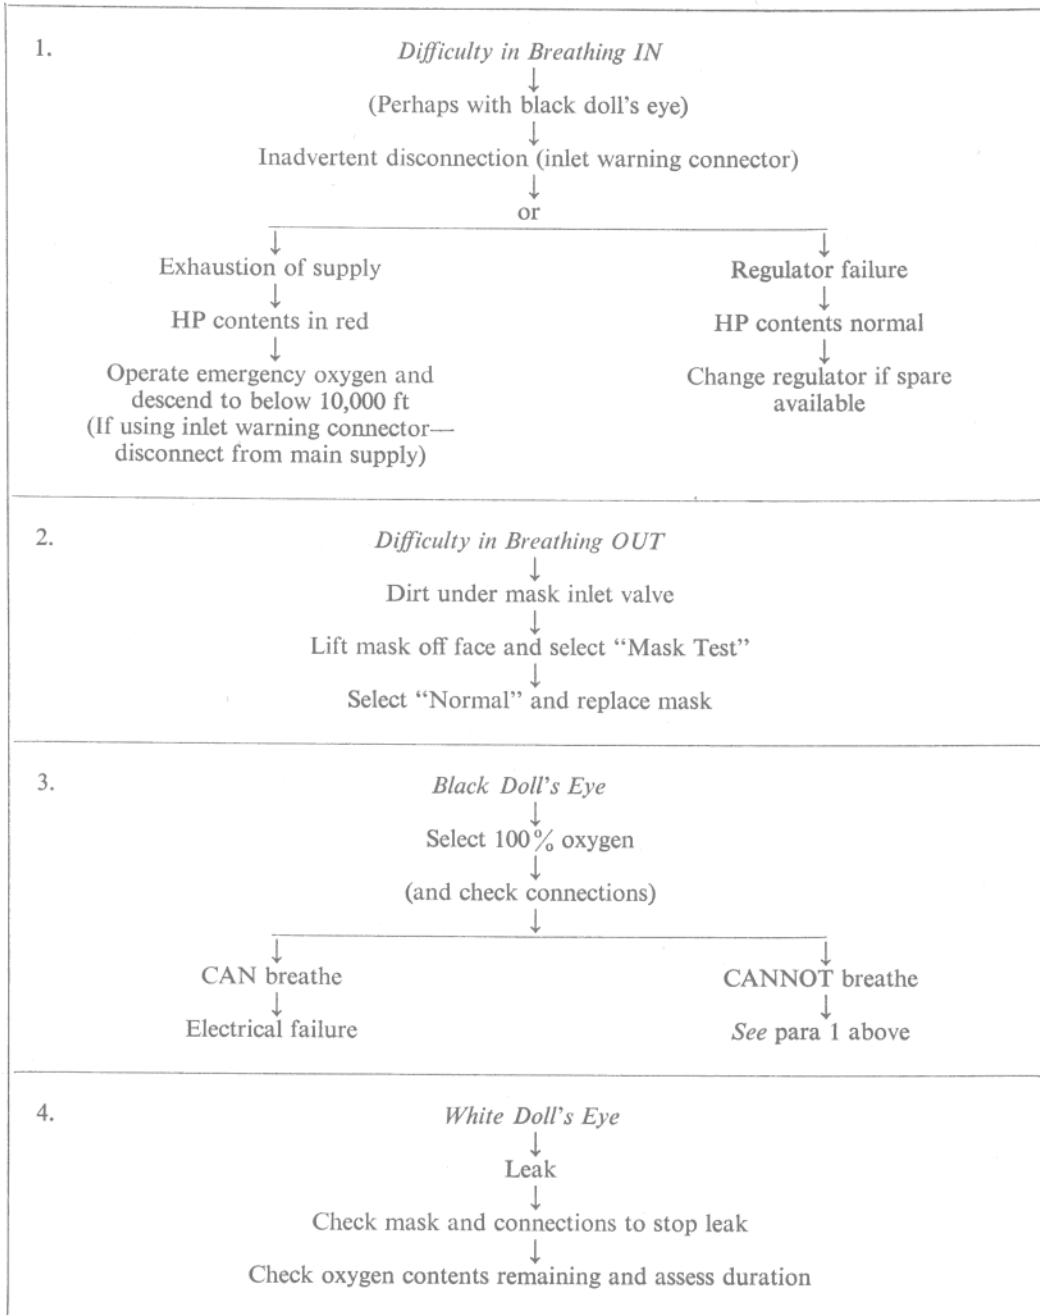 1.
Difficulty in Breathing IN
(Perhaps with black doll's eye)
Inadvertent disconnection (inlet warning connector)
or
Exhaustion of supply
HP contents in red
Operate emergency oxygen and
descend to below 10,000 ft
(If using inlet warning connector—
disconnect from main supply)
Regulator failure
HP contents normal
Change regulator if spare
available
2.
Difficulty in Breathing OUT
Dirt under mask inlet valve
Lift mask off face and select “Mask Test”
Select “Normal” and replace mask
3.
Black Doll's Eye
Select 100% oxygen
(and check connections)
CAN breathe
Electrical failure
CANNOT breathe
See para 1 above
4.
White Doll's Eye
Leak
Check mask and connections to stop leak
Check oxygen contents remaining and assess duration